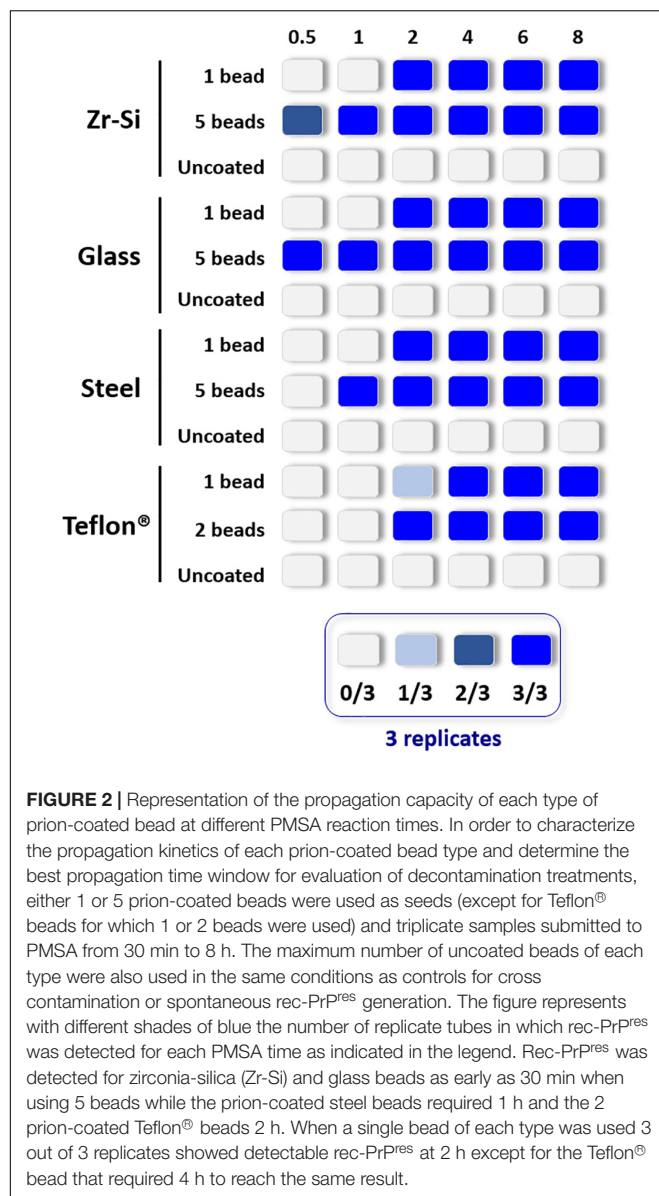 0.5 1 2 4 6 8
1 bead
Zr-Si 5 beads
Uncoated
1 bead
Glass 5 beads
Uncoated
1 bead
Steel 5 beads
Uncoated
1 bead
Teflon® 2 beads
Uncoated
0/3 1/3 2/3 3/3
3 replicates
FIGURE 2 | Representation of the propagation capacity of each type of
prion-coated bead at different PMSA reaction times. In order to characterize
the propagation kinetics of each prion-coated bead type and determine the
best propagation time window for evaluation of decontamination treatments,
either 1 or 5 prion-coated beads were used as seeds (except for Teflon®
beads for which 1 or 2 beads were used) and triplicate samples submitted to
PMSA from 30 min to 8 h. The maximum number of uncoated beads of each
type were also used in the same conditions as controls for cross
contamination or spontaneous rec-PrPres generation. The figure represents
with different shades of blue the number of replicate tubes in which rec-PrPres
was detected for each PMSA time as indicated in the legend. Rec-PrPres was
detected for zirconia-silica (Zr-Si) and glass beads as early as 30 min when
using 5 beads while the prion-coated steel beads required 1 h and the 2
prion-coated Teflon® beads 2 h. When a single bead of each type was used 3
out of 3 replicates showed detectable rec-PrPres at 2 h except for the Teflon®
bead that required 4 h to reach the same result.